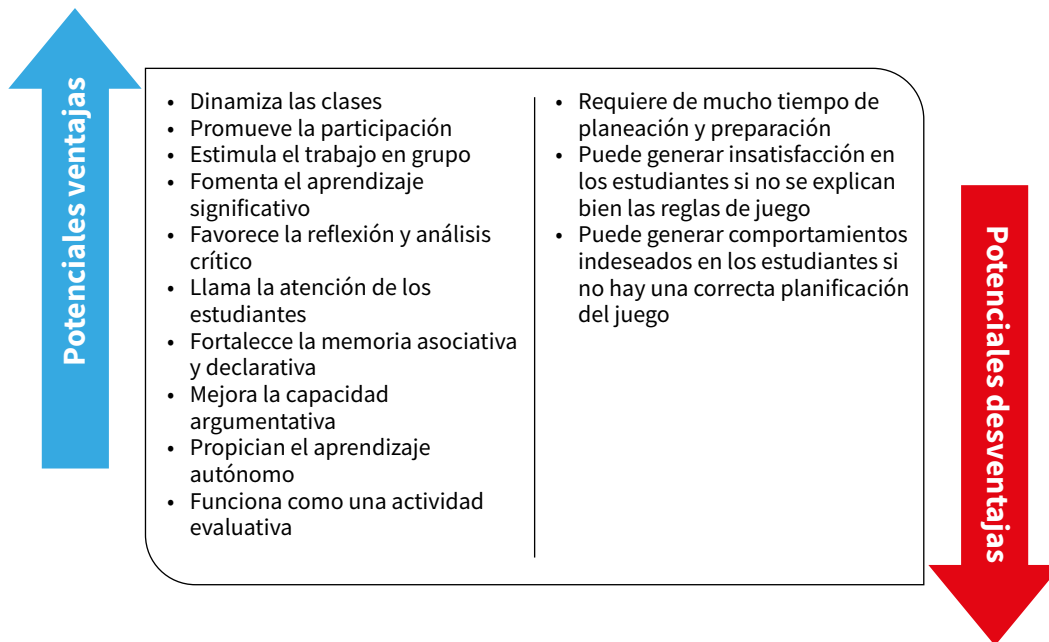 Potenciales ventajas
• Dinamiza las clases
• Promueve la participación
• Estimula el trabajo en grupo
• Fomenta el aprendizaje
significativo
• Favorece la reflexión y análisis
crítico
• Llama la atención de los
estudiantes
• Fortalecce la memoria asociativa
y declarativa
• Mejora la capacidad
argumentativa
• Propician el aprendizaje
autónomo
• Funciona como una actividad
evaluativa
• Requiere de mucho tiempo de
planeación y preparación
• Puede generar insatisfacción en
los estudiantes si no se explican
bien las reglas de juego
• Puede generar comportamientos
indeseados en los estudiantes si
no hay una correcta planificación
del juego
Potenciales desventajas